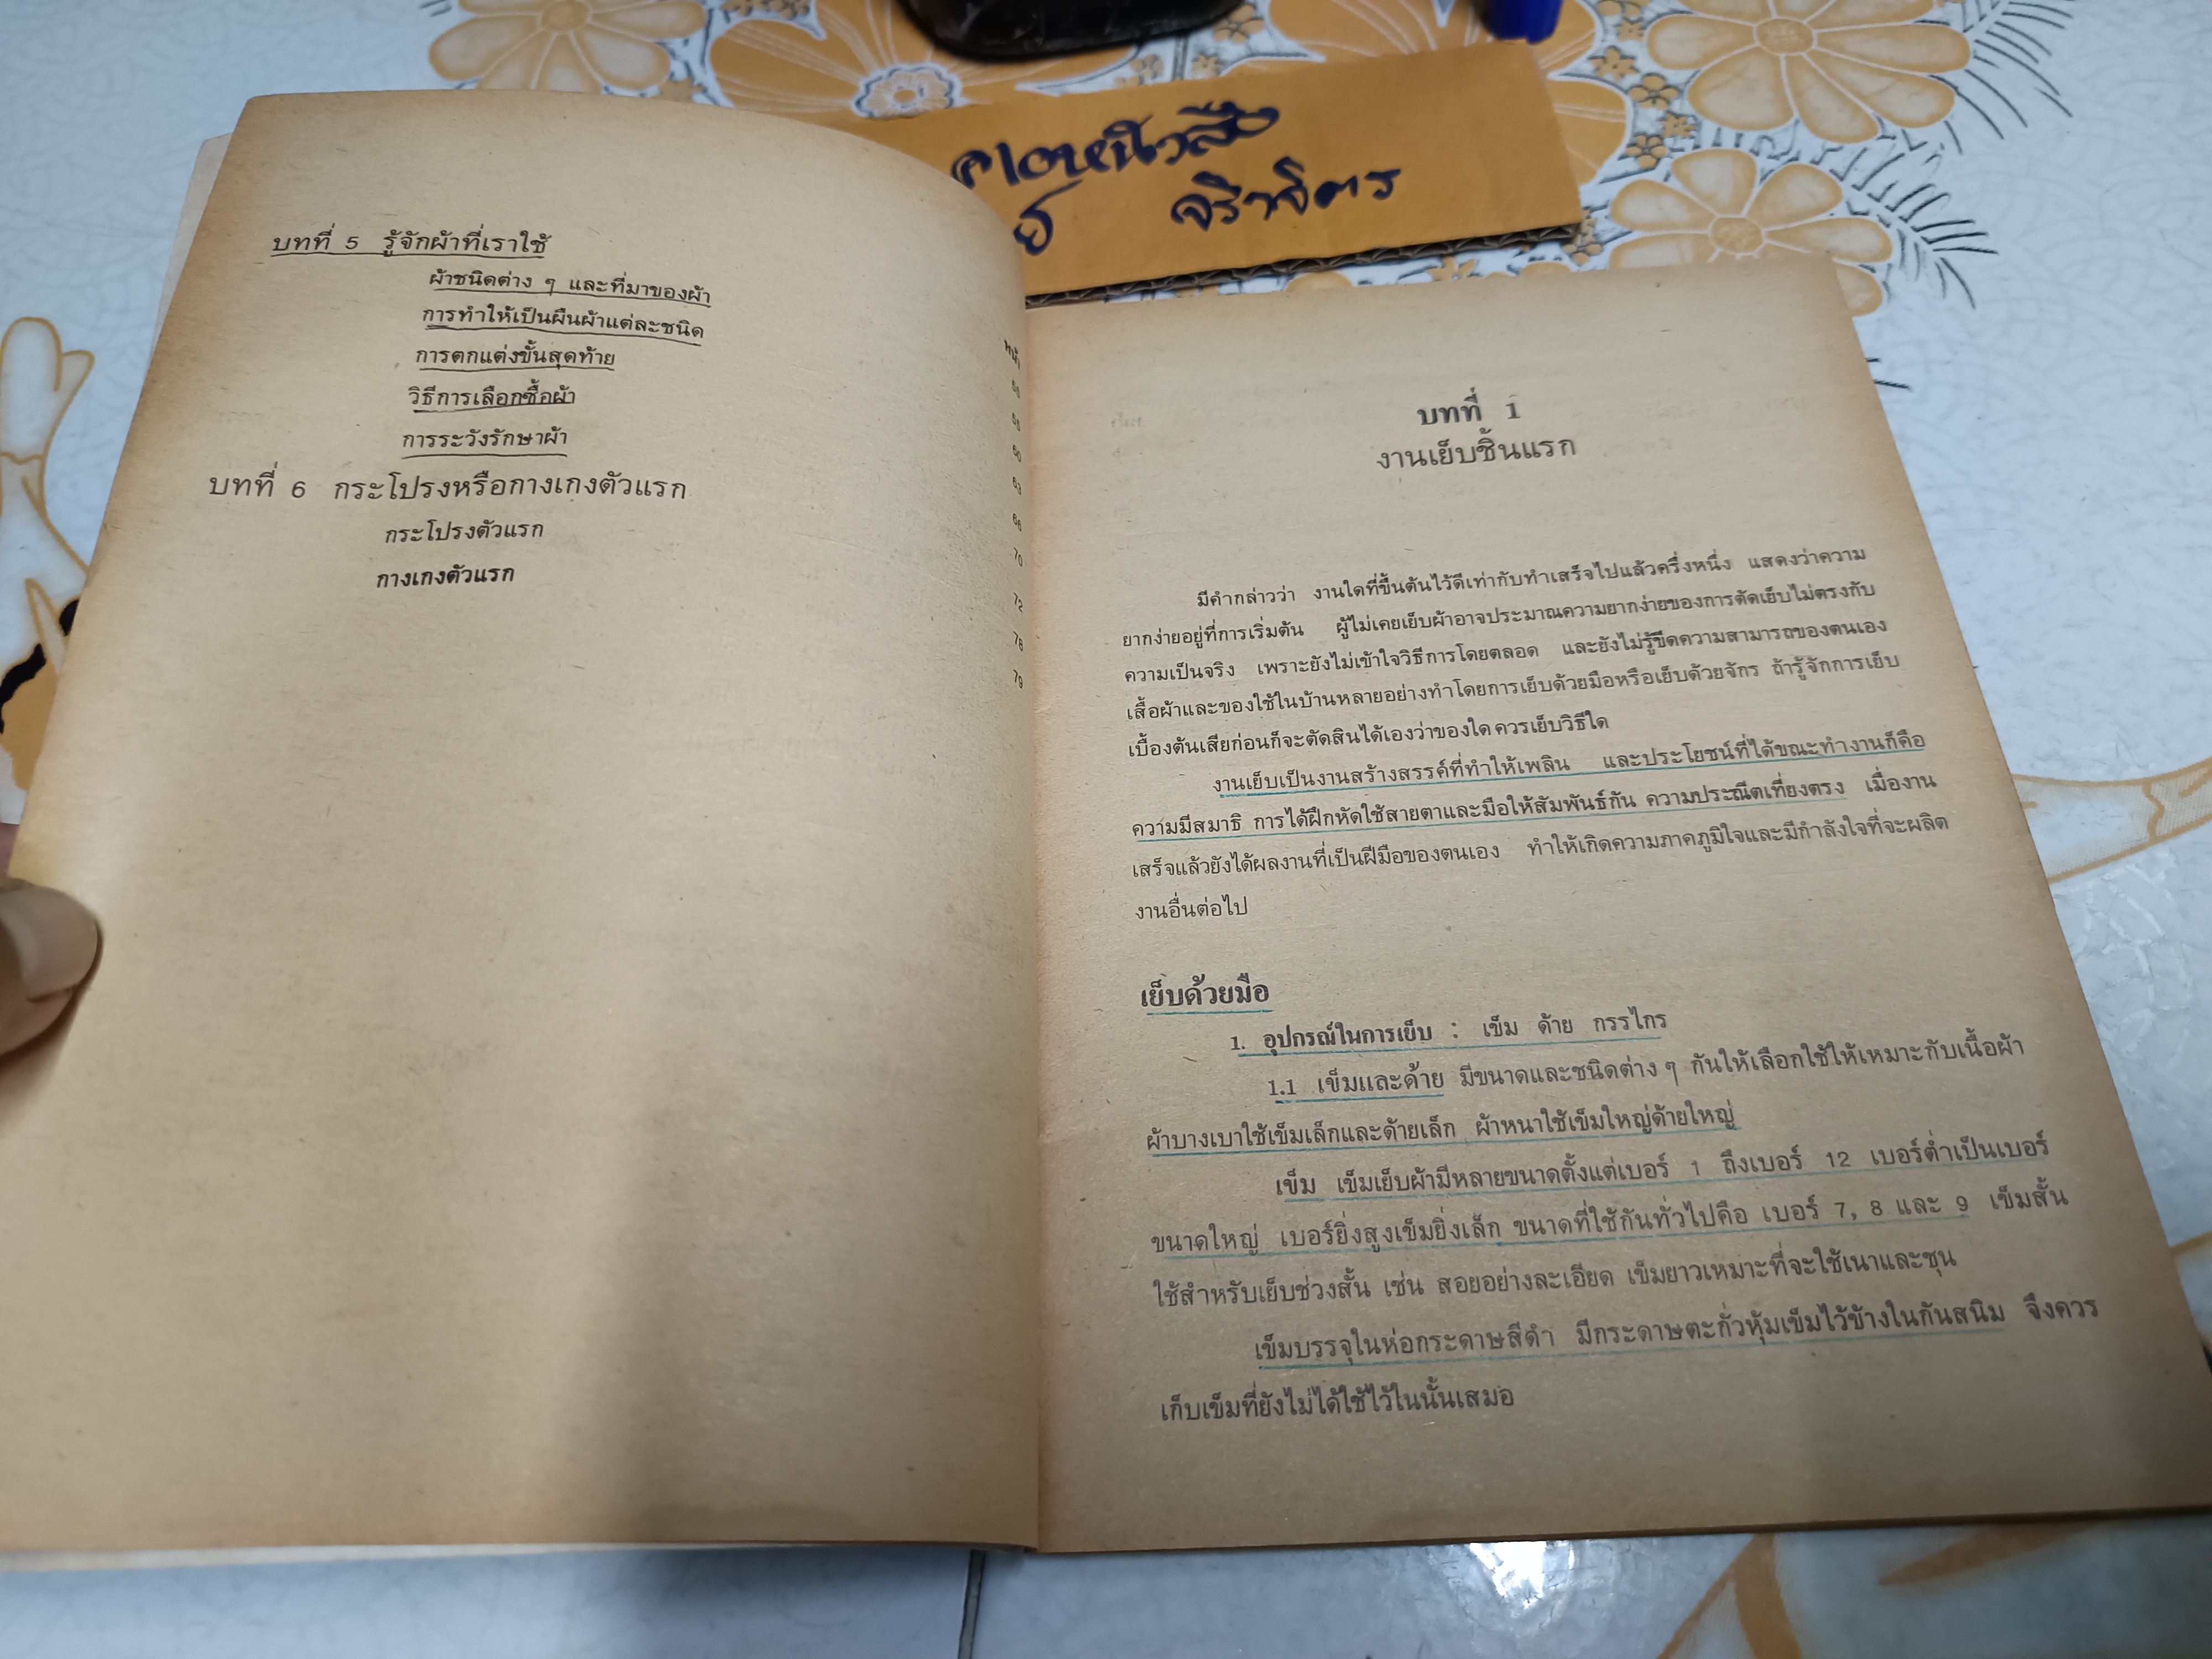 จิราจิตร
บทที่ 5 รู้จักผ้าที่เราใช้
ผ้าชนิดต่าง ๆ และที่มาของผ้า
การทำให้เป็นผืนผ้าแต่ละชนิด
การตกแต่งขั้นสุดท้าย
วิธีการเลือกซื้อผ้า
การระวังรักษาผ้า
บทที่ 6 กระโปรงหรือกางเกงตัวแรก
กระโปรงตัวแรก
กางเกงตัวแรก
หน้า
60
63
66
70
72
78
79
บทที่ 1
งานเย็บชิ้นแรก
มีคำกล่าวว่า งานใดที่ขึ้นต้นไว้ดีเท่ากับทำเสร็จไปแล้วครึ่งหนึ่ง แสดงว่าความ
ยากง่ายอยู่ที่การเริ่มต้น ผู้ไม่เคยเย็บผ้าอาจประมาณความยากง่ายของการตัดเย็บไม่ตรงกับ
ความเป็นจริง เพราะยังไม่เข้าใจวิธีการโดยตลอด และยังไม่รู้ขีดความสามารถของตนเอง
เสื้อผ้าและของใช้ในบ้านหลายอย่างทำโดยการเย็บด้วยมือหรือเย็บด้วยจักร ถ้ารู้จักการเย็บ
เบื้องต้นเสียก่อนก็จะตัดสินได้เองว่าของใด ควรเย็บวิธีใด
งานเย็บเป็นงานสร้างสรรค์ที่ทำให้เพลิน และประโยชน์ที่ได้ขณะทำงานก็คือ
ความมีสมาธิ การได้ฝึกหัดใช้สายตาและมือให้สัมพันธ์กัน ความประณีตเที่ยงตรง เมื่องาน
เสร็จแล้วยังได้ผลงานที่เป็นฝีมือของตนเอง ทำให้เกิดความภาคภูมิใจและมีกำลังใจที่จะผลิต
งานอื่นต่อไป
เย็บด้วยมือ
1. อุปกรณ์ในการเย็บ : เข็ม ด้าย กรรไกร
1.1 เข็มและด้าย มีขนาดและชนิดต่าง ๆ กันให้เลือกใช้ให้เหมาะกับเนื้อผ้า
ผ้าบางเบาใช้เข็มเล็กและด้ายเล็ก ผ้าหนาใช้เข็มใหญ่ด้ายใหญ่
เข็ม เข็มเย็บผ้ามีหลายขนาดตั้งแต่เบอร์ 1 ถึงเบอร์ 12 เบอร์ต่ำเป็นเบอร์
ขนาดใหญ่ เบอร์ยิ่งสูงเข็มยิ่งเล็ก ขนาดที่ใช้กันทั่วไปคือ เบอร์ 7, 8 และ 9 เข็มสั้น
ใช้สำหรับเย็บช่วงสั้น เช่น สอยอย่างละเอียด เข็มยาวเหมาะที่จะใช้เนาและชุน
เข็มบรรจุในห่อกระดาษสีดำ มีกระดาษตะกั่วหุ้มเข็มไว้ข้างในกันสนิม จึงควร
เก็บเข็มที่ยังไม่ได้ใช้ไว้ในนั้นเสมอ